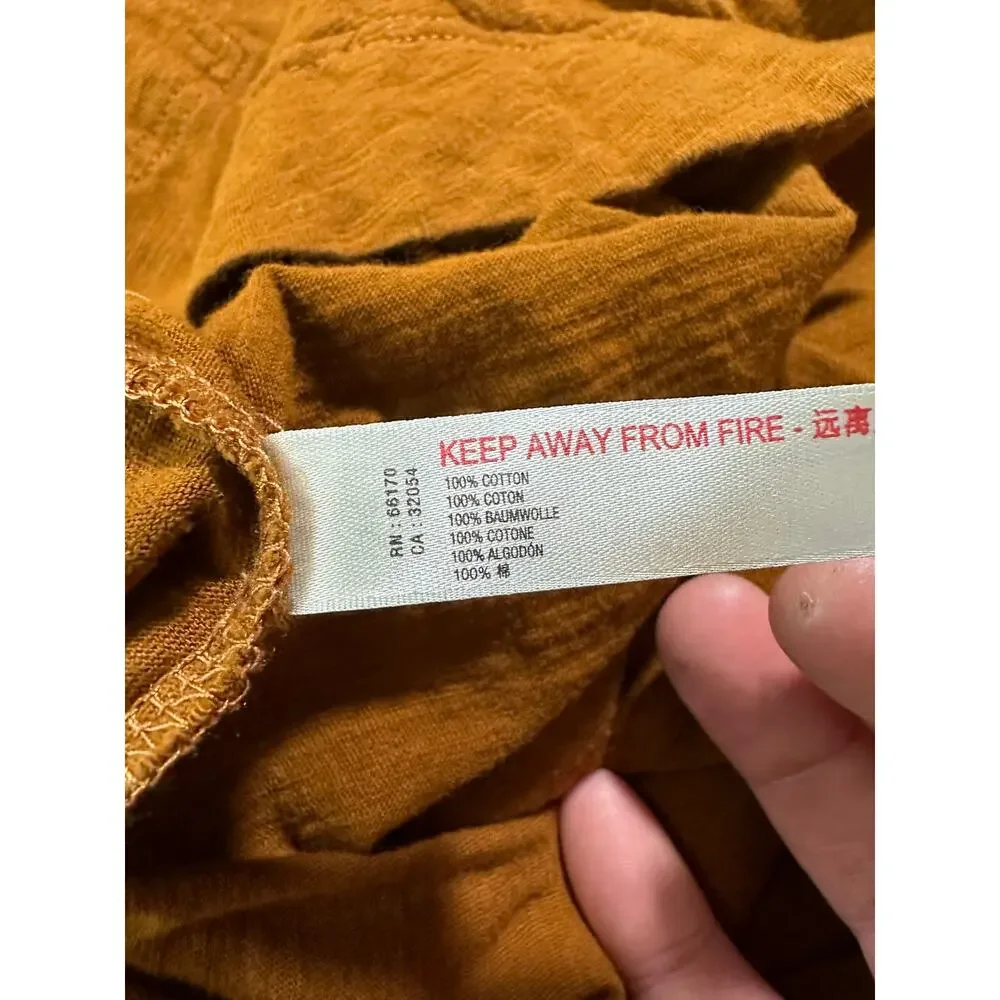 KEEP AWAY FROM FIRE - 远离
100% COTTON
100% COTON
100% BAUMWOLLE
100% COTONE
100% ALGODÓN
100% 棉
RN : 66170
CA : 32054